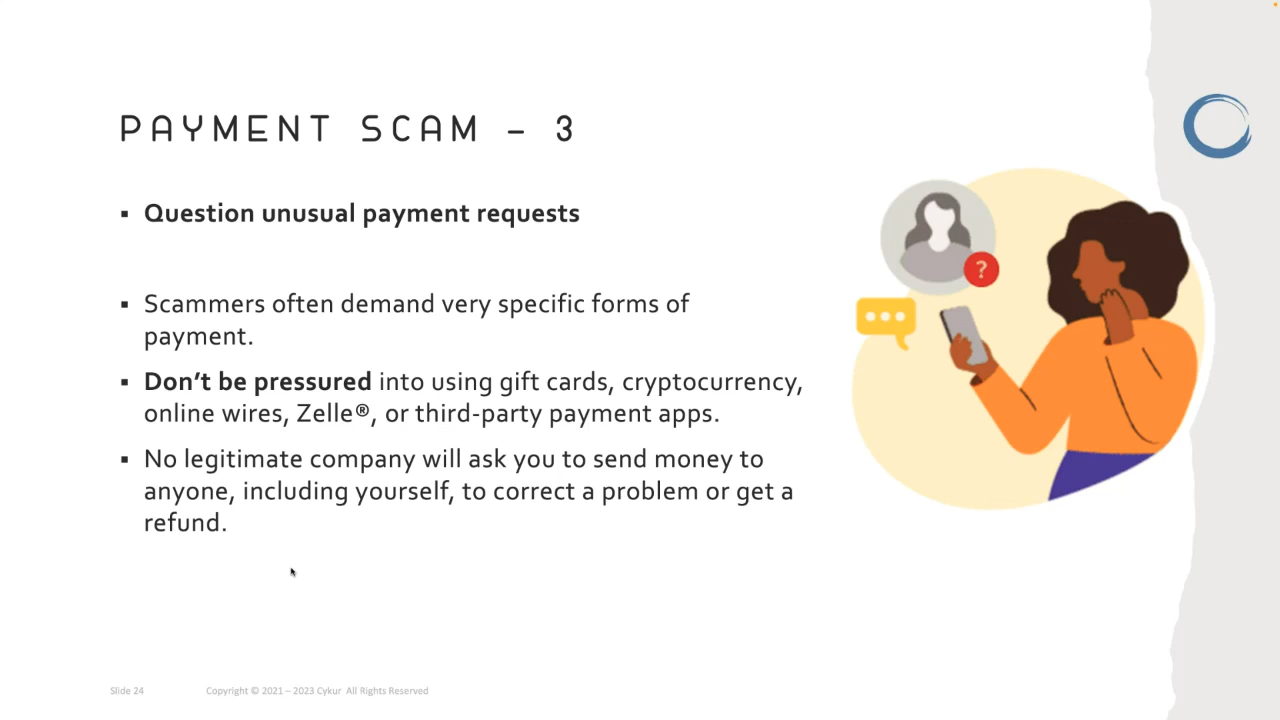 PAYMENT SCAM – 3
▪ Question unusual payment requests
▪ Scammers often demand very specific forms of
payment.
▪ Don't be pressured into using gift cards, cryptocurrency,
online wires, Zelle®, or third-party payment apps.
▪ No legitimate company will ask you to send money to
anyone, including yourself, to correct a problem or get a
refund.
?
Slide 24 Copyright © 2021 – 2023 Cykur All Rights Reserved